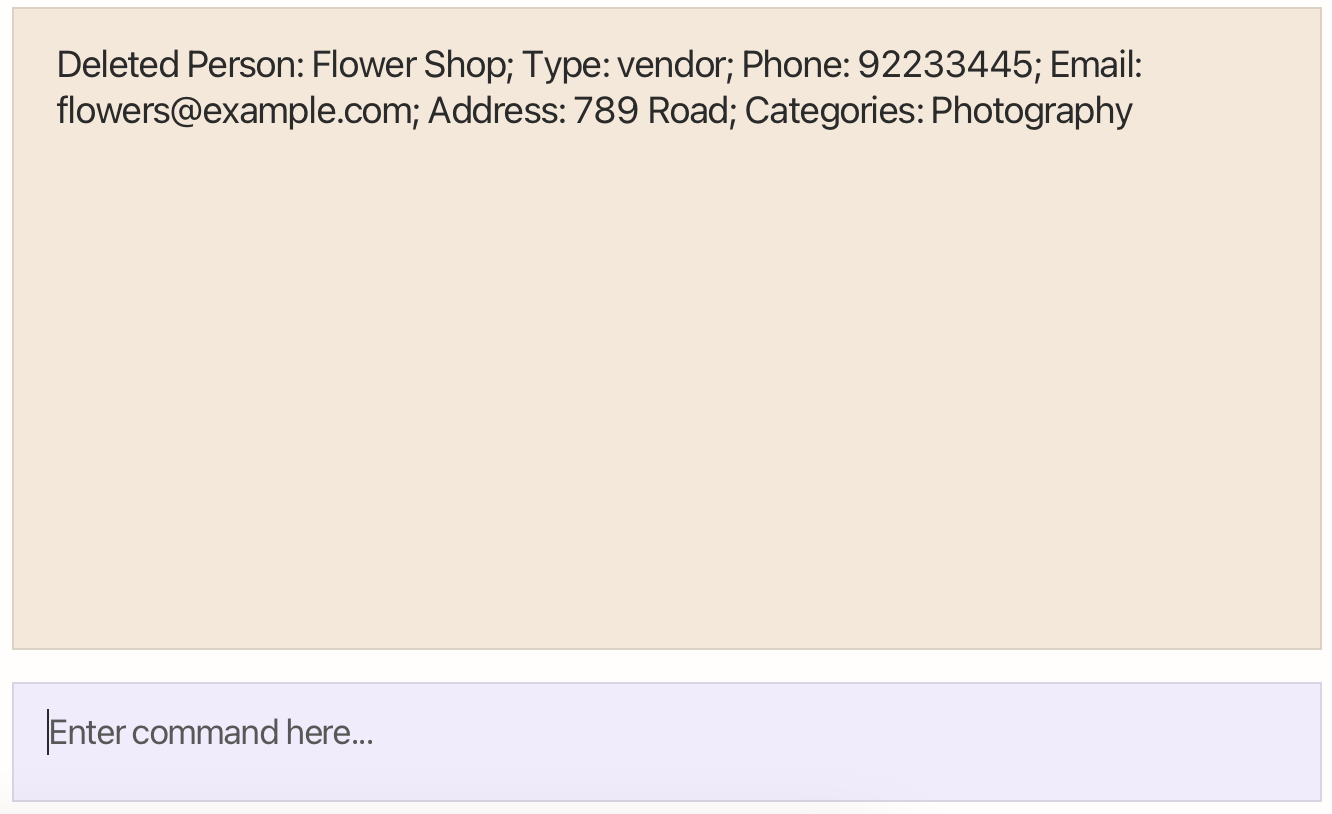 Deleted Person: Flower Shop; Type: vendor; Phone: 92233445; Email:
flowers@example.com; Address: 789 Road; Categories: Photography
Enter command here...